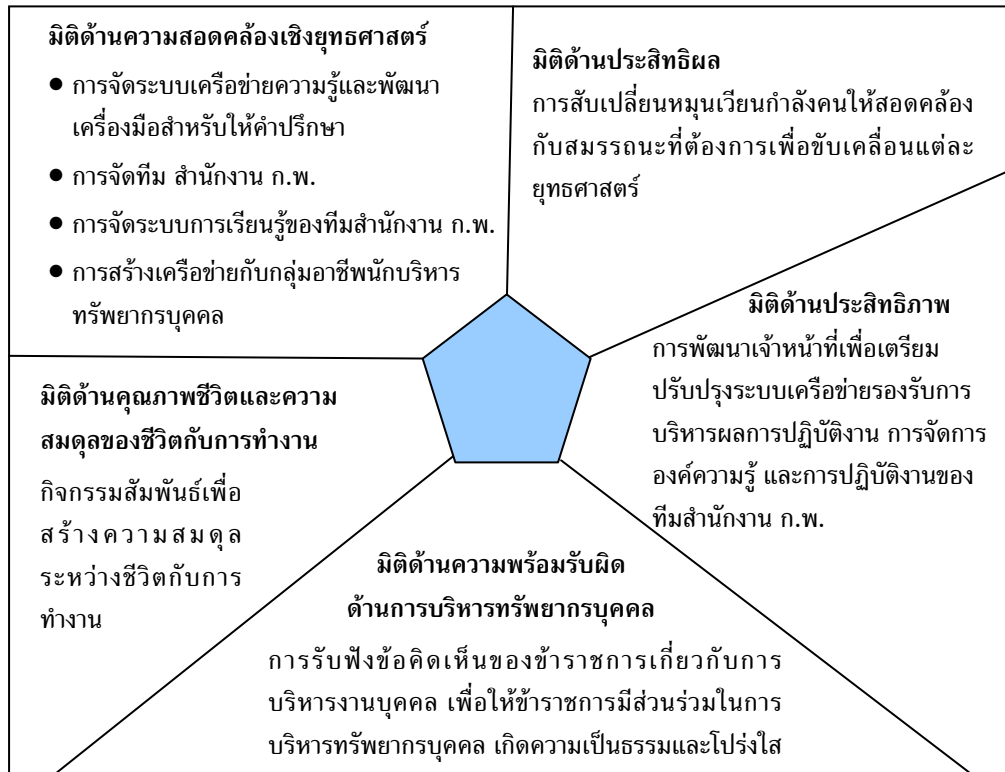 มิติด้านความสอดคล้องเชิงยุทธศาสตร์
● การจัดระบบเครือข่ายความรู้และพัฒนา
เครื่องมือสำหรับให้คำปรึกษา
● การจัดทีม สำนักงาน ก.พ.
● การจัดระบบการเรียนรู้ของทีมสำนักงาน ก.พ.
● การสร้างเครือข่ายกับกลุ่มอาชีพนักบริหาร
ทรัพยากรบุคคล
มิติด้านประสิทธิผล
การสับเปลี่ยนหมุนเวียนกำลังคนให้สอดคล้อง
กับสมรรถนะที่ต้องการเพื่อขับเคลื่อนแต่ละ
ยุทธศาสตร์
มิติด้านประสิทธิภาพ
การพัฒนาเจ้าหน้าที่เพื่อเตรียม
ปรับปรุงระบบเครือข่ายรองรับการ
บริหารผลการปฏิบัติงาน การจัดการ
องค์ความรู้ และการปฏิบัติงานของ
ทีมสำนักงาน ก.พ.
มิติด้านคุณภาพชีวิตและความ
สมดุลของชีวิตกับการทำงาน
กิจกรรมสัมพันธ์เพื่อ
สร้างความสมดุล
ระหว่างชีวิตกับการ
ทำงาน
มิติด้านความพร้อมรับผิด
ด้านการบริหารทรัพยากรบุคคล
การรับฟังข้อคิดเห็นของข้าราชการเกี่ยวกับการ
บริหารงานบุคคล เพื่อให้ข้าราชการมีส่วนร่วมในการ
บริหารทรัพยากรบุคคล เกิดความเป็นธรรมและโปร่งใส